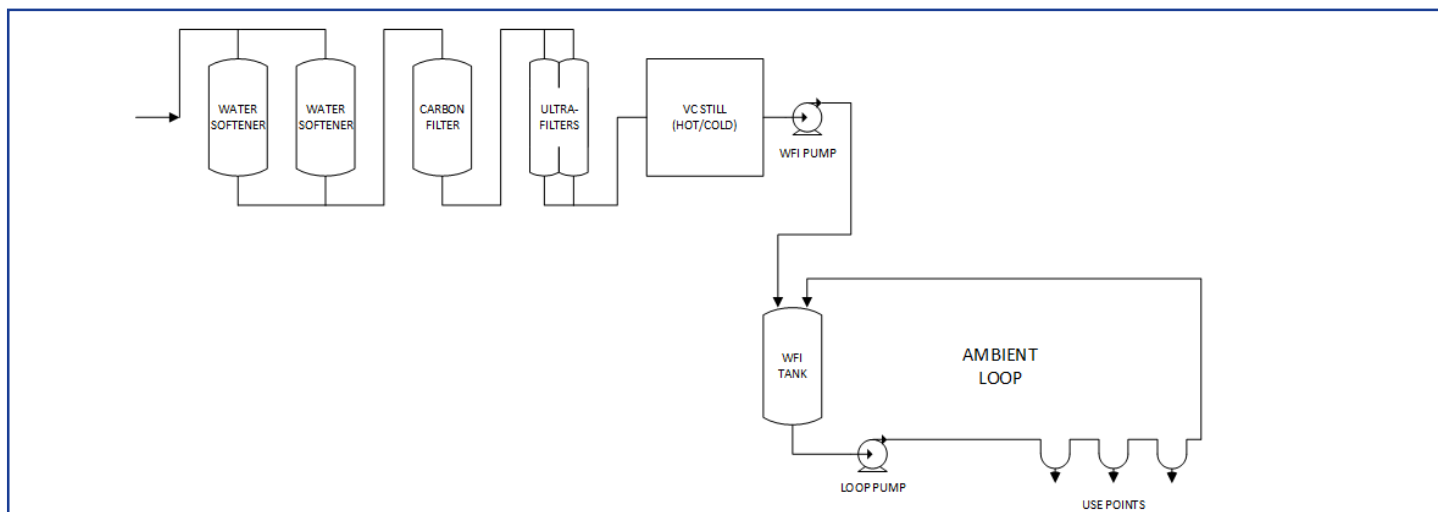 WATER
SOFTENER
WATER
SOFTENER
CARBON
FILTER
ULTRA-
FILTERS
VC STILL
(HOT/COLD)
WFI PUMP
WFI
TANK
AMBIENT
LOOP
LOOP PUMP
USE POINTS